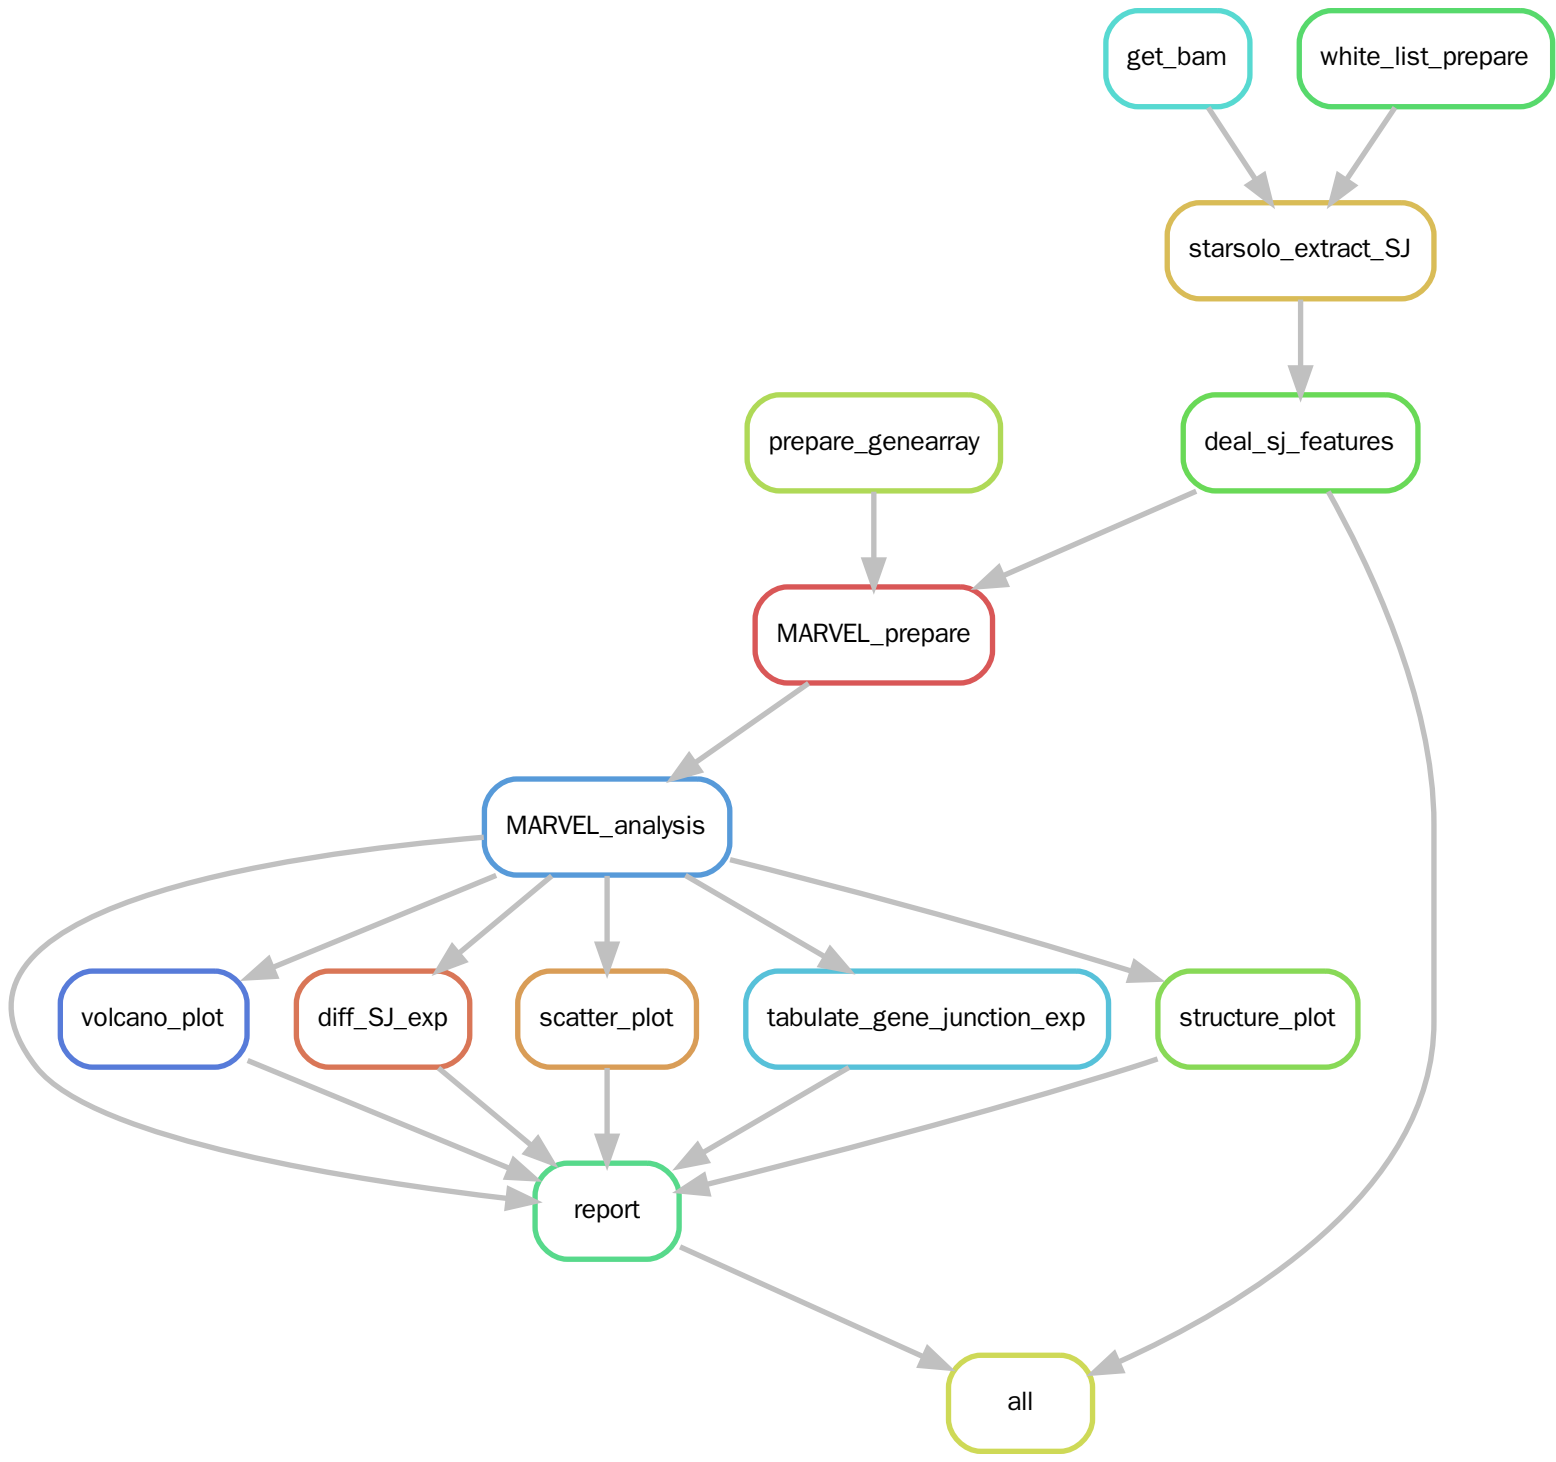 get_bam
white_list_prepare
starsolo_extract_SJ
prepare_genearray
deal_sj_features
MARVEL_prepare
MARVEL_analysis
volcano_plot
diff_SJ_exp
scatter_plot
tabulate_gene_junction_exp
structure_plot
report
all